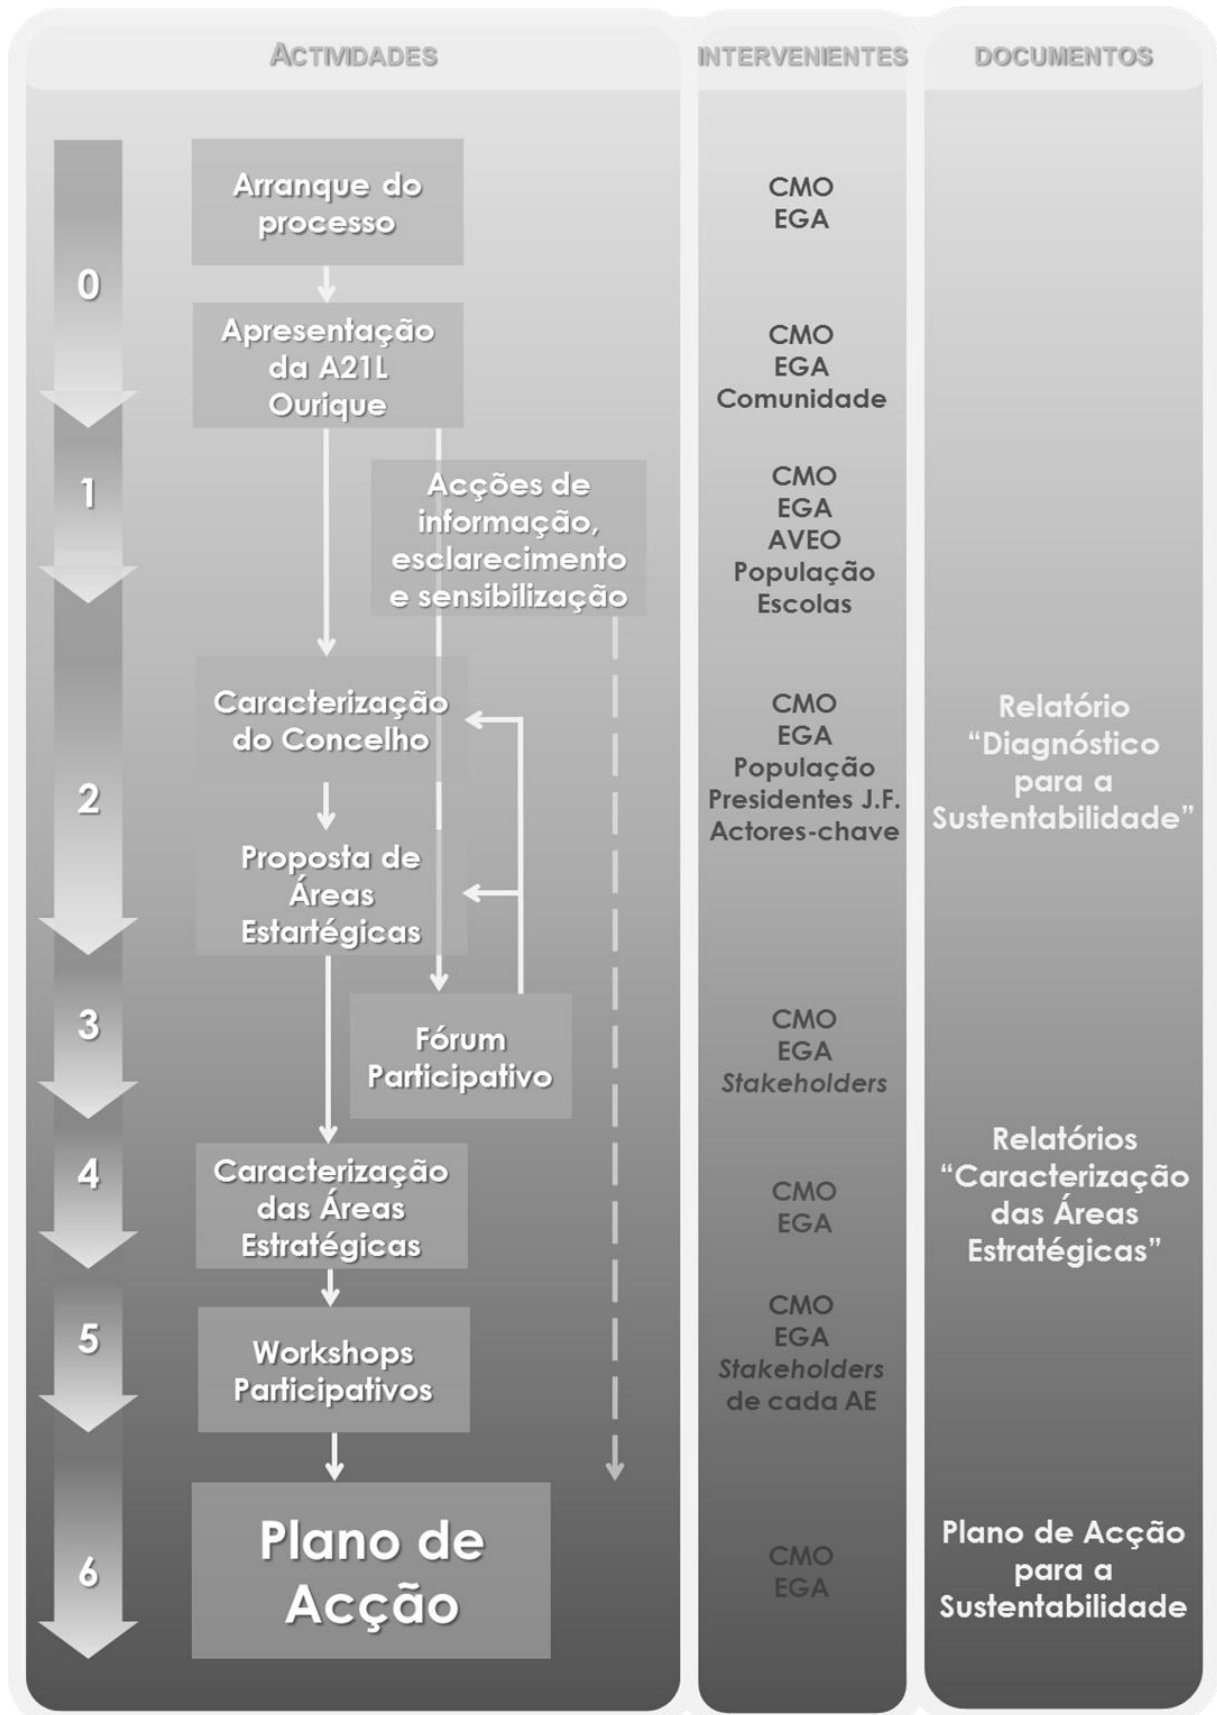 ACTIVIDADES
INTERVENIENTES
DOCUMENTOS
0
Arranque do
processo
CMO
EGA
Apresentação
da A21L
Ourique
CMO
EGA
Comunidade
1
Acções de
informação,
esclarecimento
e sensibilização
CMO
EGA
AVEO
População
Escolas
2
Caracterização
do Concelho
Proposta de
Áreas
Estartégicas
CMO
EGA
População
Presidentes J.F.
Actores-chave
Relatório
“Diagnóstico
para a
Sustentabilidade”
3
Fórum
Participativo
CMO
EGA
Stakeholders
4
Caracterização
das Áreas
Estratégicas
CMO
EGA
Relatórios
“Caracterização
das Áreas
Estratégicas”
5
Workshops
Participativos
CMO
EGA
Stakeholders
de cada AE
6
Plano de
Acção
CMO
EGA
Plano de Acção
para a
Sustentabilidade